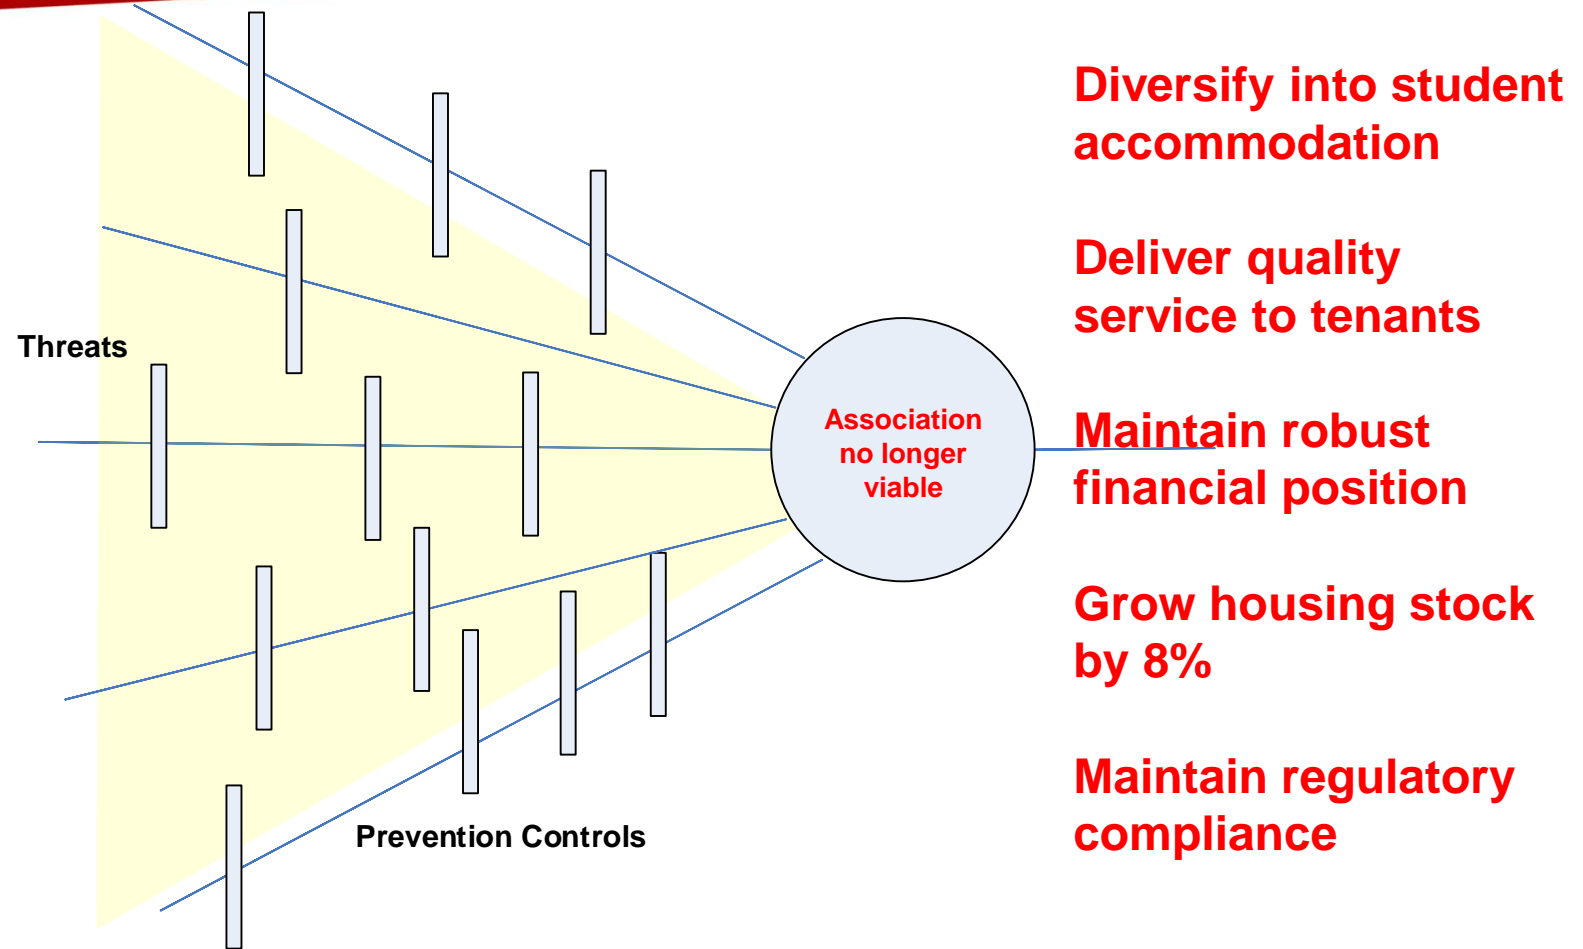 Threats
Prevention Controls
Association
no longer
viable
Diversify into student
accommodation
Deliver quality
service to tenants
Maintain robust
financial position
Grow housing stock
by 8%
Maintain regulatory
compliance